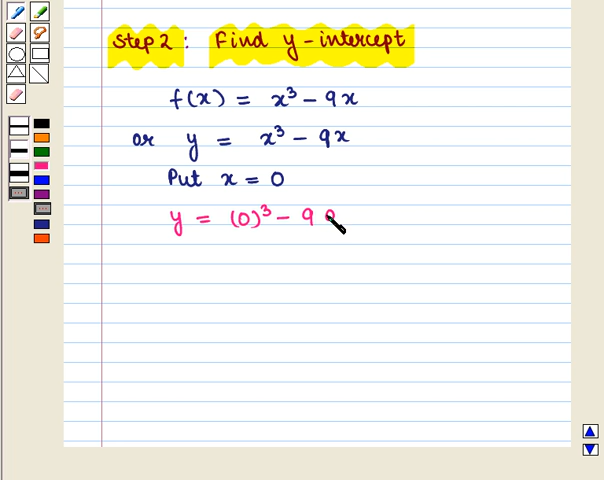 Step 2 : Find y-intercept
f(x) = x³ - 9x
or y = x³ - 9x
Put x = 0
y = (0)³ - 9